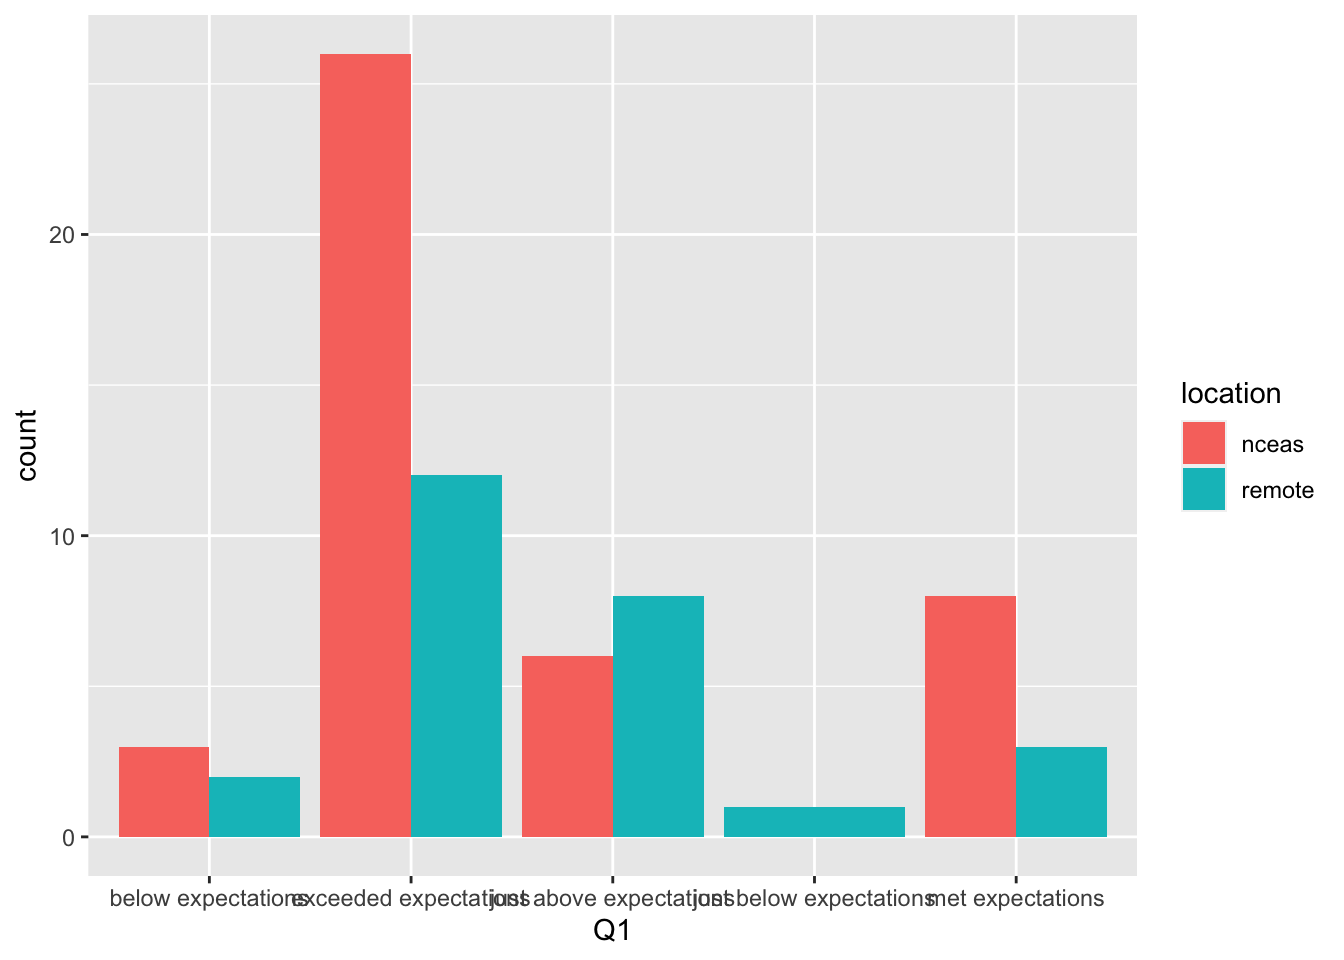 count
20
10
0
below expectations exceeded expectations just above expectations just below expectations met expectations
Q1
location
nceas
remote